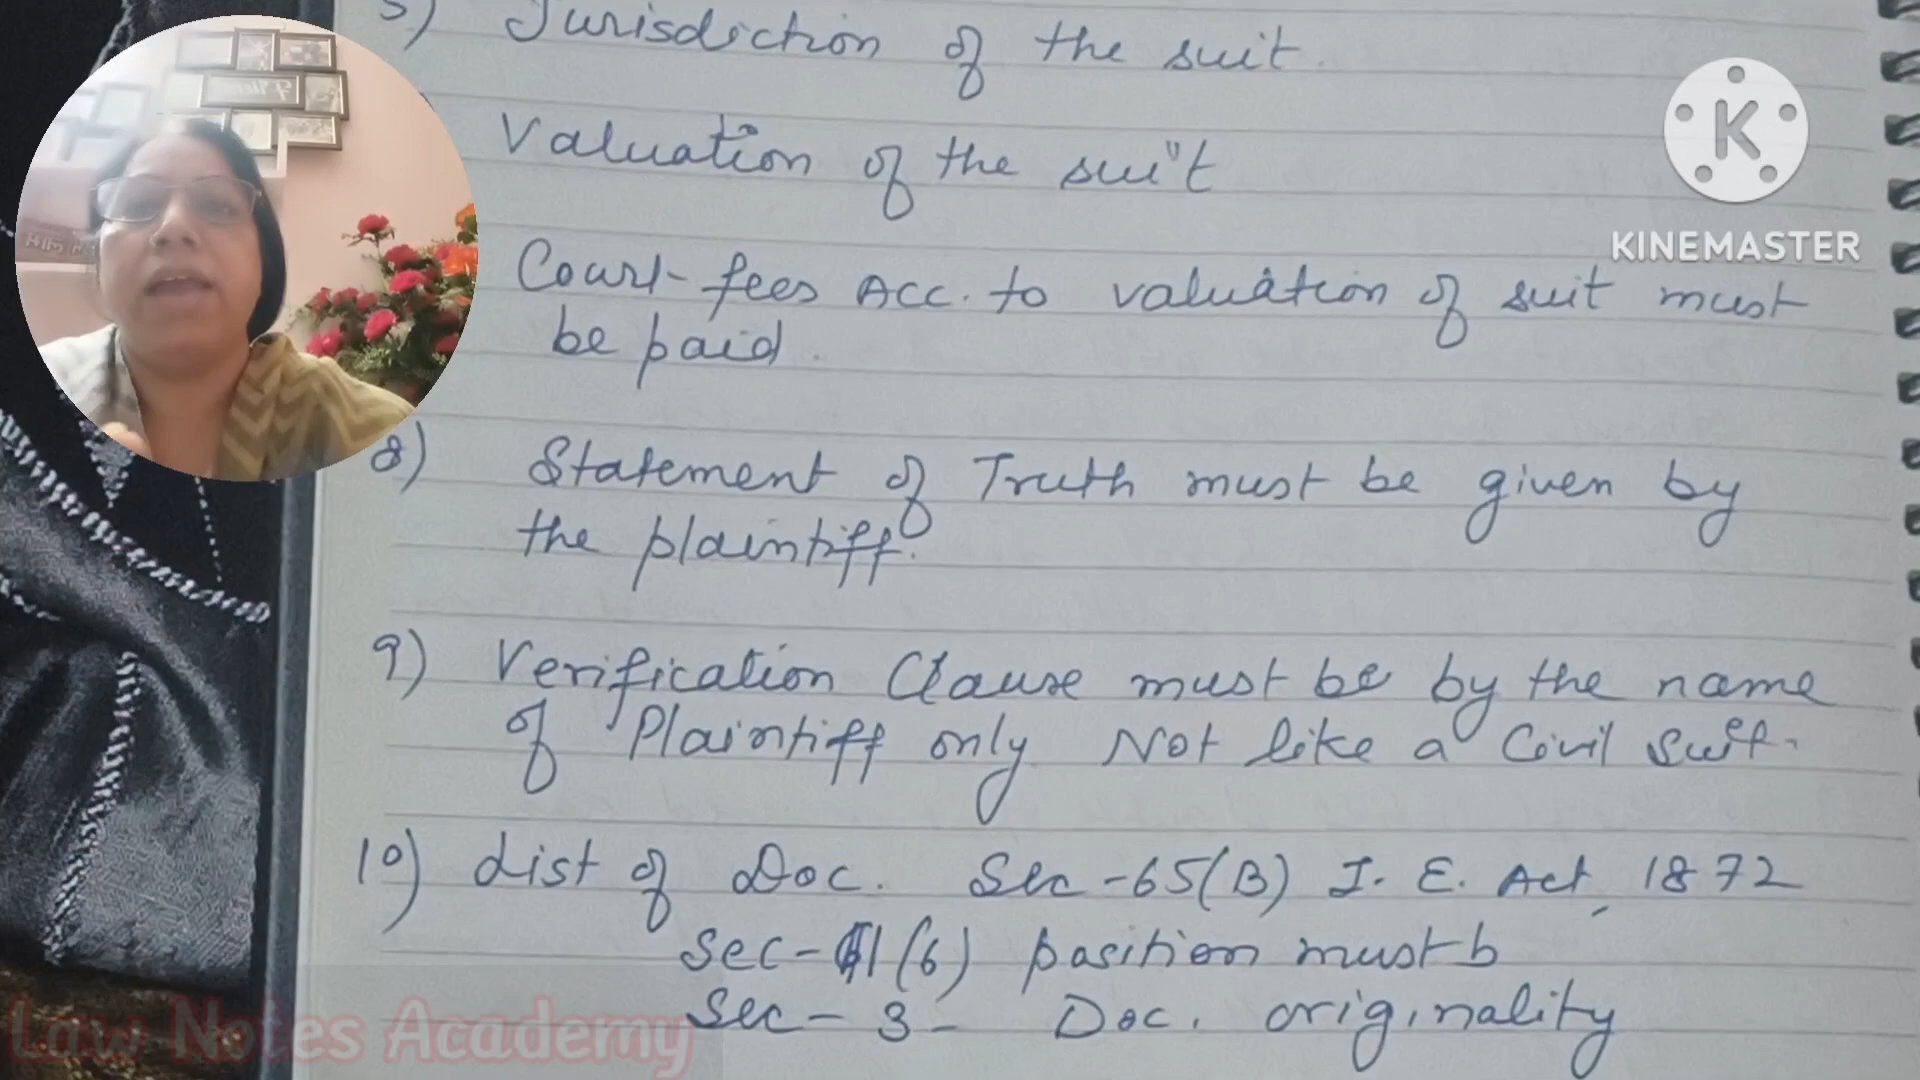 5) Jurisdiction of the suit.
Valuation of the suit
Court fees Acc. to valuation of suit must
be paid.
8) Statement of Truth must be given by
the plaintiff.
9) Verification Clause must be by the name
of Plaintiff only Not like a Civil Suit.
10) List of Doc. Sec-65(B) I. E. Act, 1872
Sec- (6) position must b
Sec- 3- Doc. originality
K
KINEMASTER
Law Notes Academy